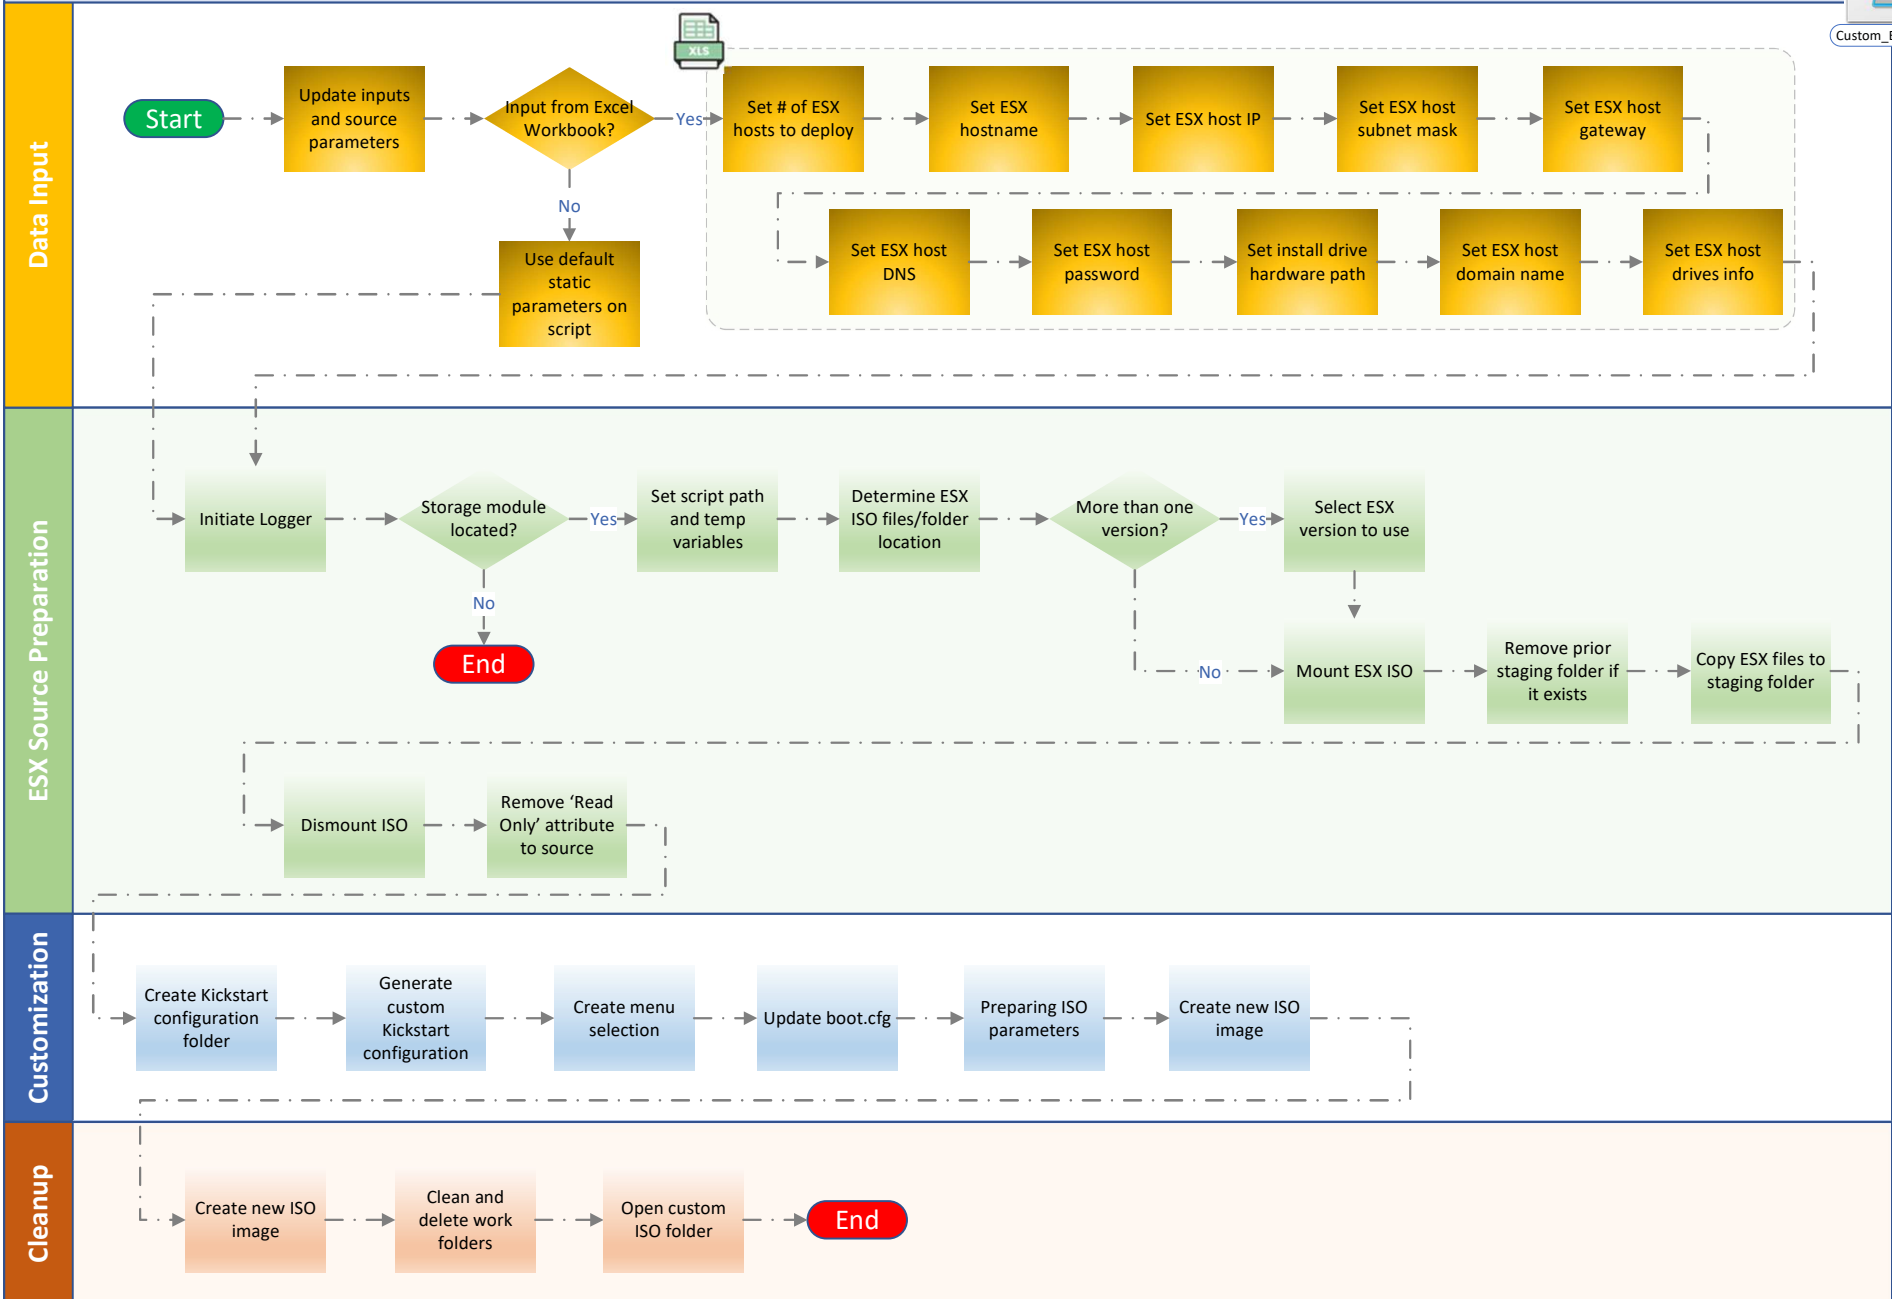 Custom_E
Data Input
XLS
Start
Update inputs
and source
parameters
Input from Excel
Workbook?
Yes
Set # of ESX
hosts to deploy
Set ESX
hostname
Set ESX host IP
Set ESX host
subnet mask
Set ESX host
gateway
No
Use default
static
parameters on
script
Set ESX host
DNS
Set ESX host
password
Set install drive
hardware path
Set ESX host
domain name
Set ESX host
drives info
ESX Source Preparation
Initiate Logger
Storage module
located?
Yes
Set script path
and temp
variables
Determine ESX
ISO files/folder
location
More than one
version?
Yes
Select ESX
version to use
No
End
No
Mount ESX ISO
Remove prior
staging folder if
it exists
Copy ESX files to
staging folder
Dismount ISO
Remove ‘Read
Only’ attribute
to source
Customization
Create Kickstart
configuration
folder
Generate
custom
Kickstart
configuration
Create menu
selection
Update boot.cfg
Preparing ISO
parameters
Create new ISO
image
Cleanup
Create new ISO
image
Clean and
delete work
folders
Open custom
ISO folder
End